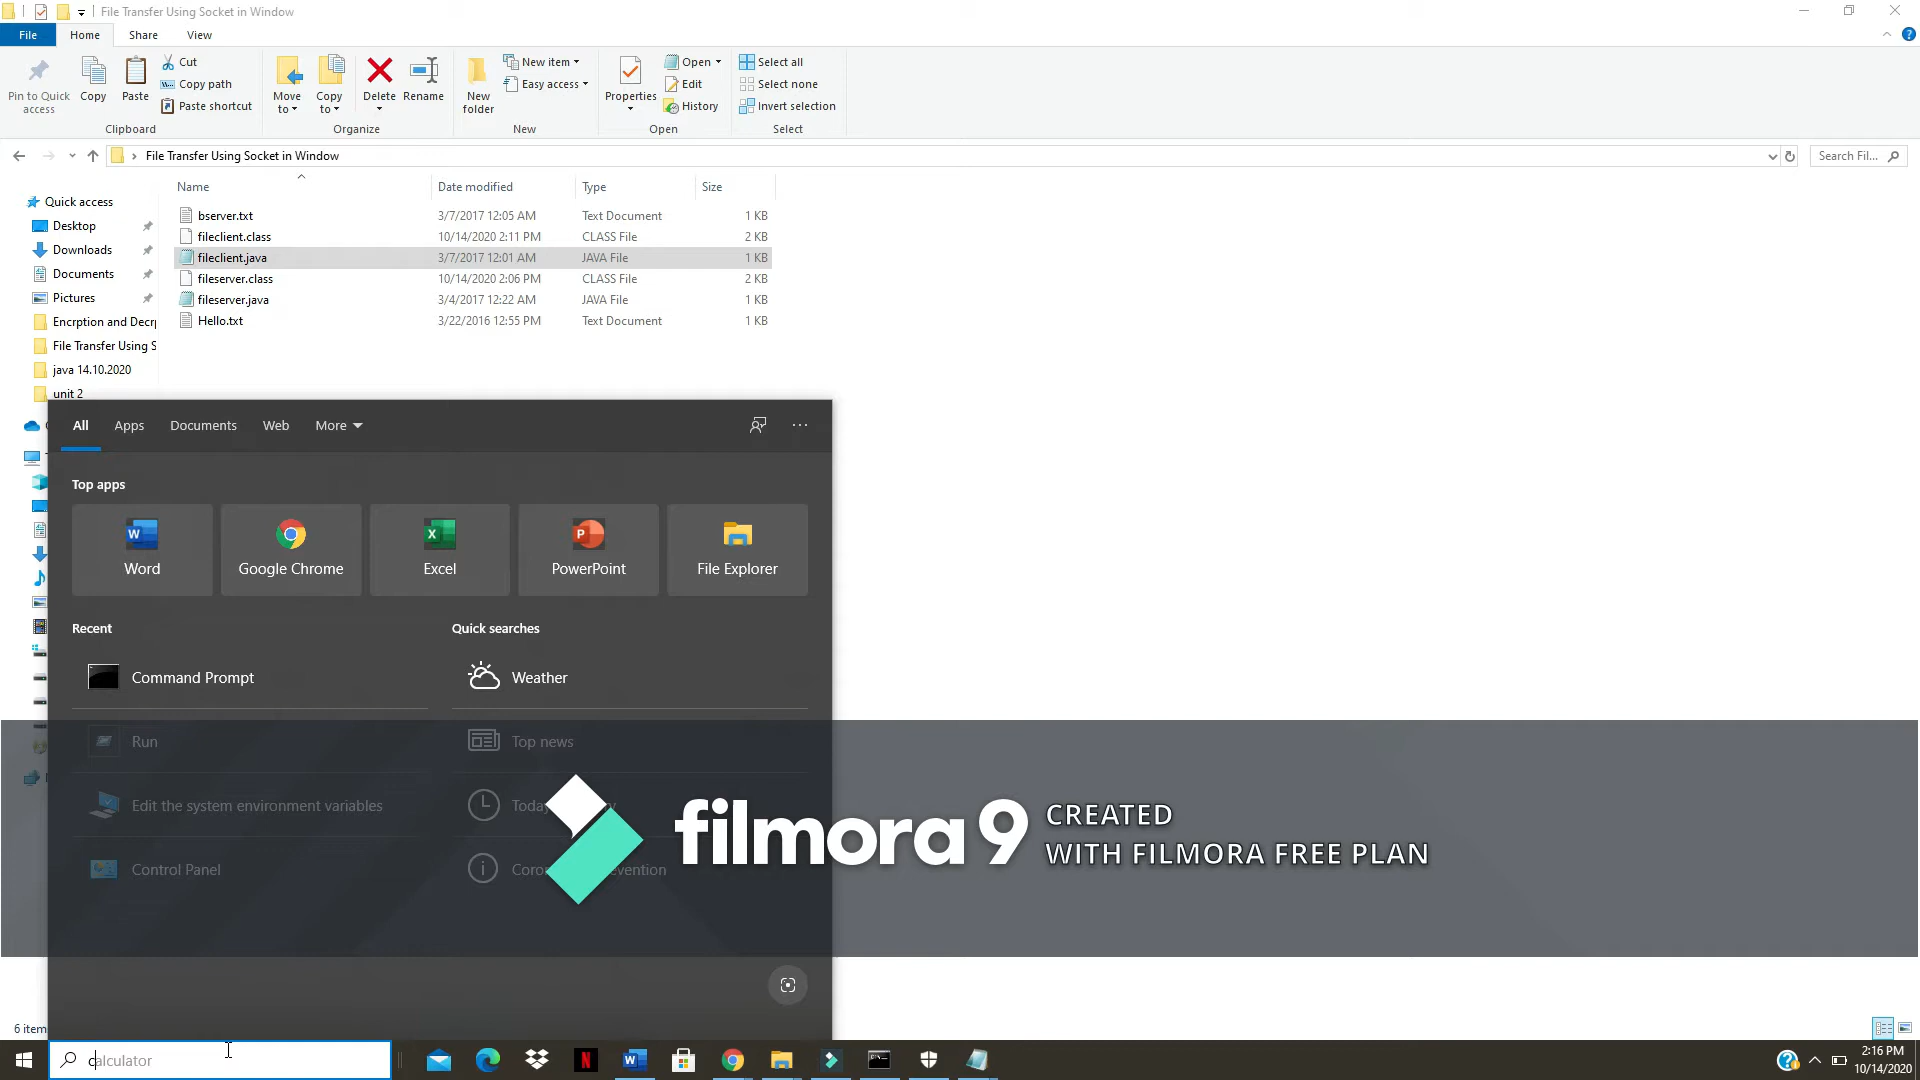 File Transfer Using Socket in Window
File
Home
Share
View
Pin to Quick access
Copy
Paste
Cut
Copy path
Paste shortcut
Clipboard
Move to
Copy to
Delete
Rename
Organize
New folder
New item
Easy access
New
Properties
Open
Edit
History
Open
Select all
Select none
Invert selection
Select
File Transfer Using Socket in Window
Search Fil...
Name Date modified Type Size
bserver.txt 3/7/2017 12:05 AM Text Document 1 KB
fileclient.class 10/14/2020 2:11 PM CLASS File 2 KB
fileclient.java 3/7/2017 12:01 AM JAVA File 1 KB
fileserver.class 10/14/2020 2:06 PM CLASS File 2 KB
fileserver.java 3/4/2017 12:22 AM JAVA File 1 KB
Hello.txt 3/22/2016 12:55 PM Text Document 1 KB
Quick access
Desktop
Downloads
Documents
Pictures
Encrption and Decr
File Transfer Using S
java 14.10.2020
unit 2
All Apps Documents Web More
Top apps
Word
Google Chrome
Excel
PowerPoint
File Explorer
Recent
Command Prompt
Run
Edit the system environment variables
Control Panel
Quick searches
Weather
Top news
filmora 9
CREATED
WITH FILMORA FREE PLAN
6 item
calculator
2:16 PM
10/14/2020